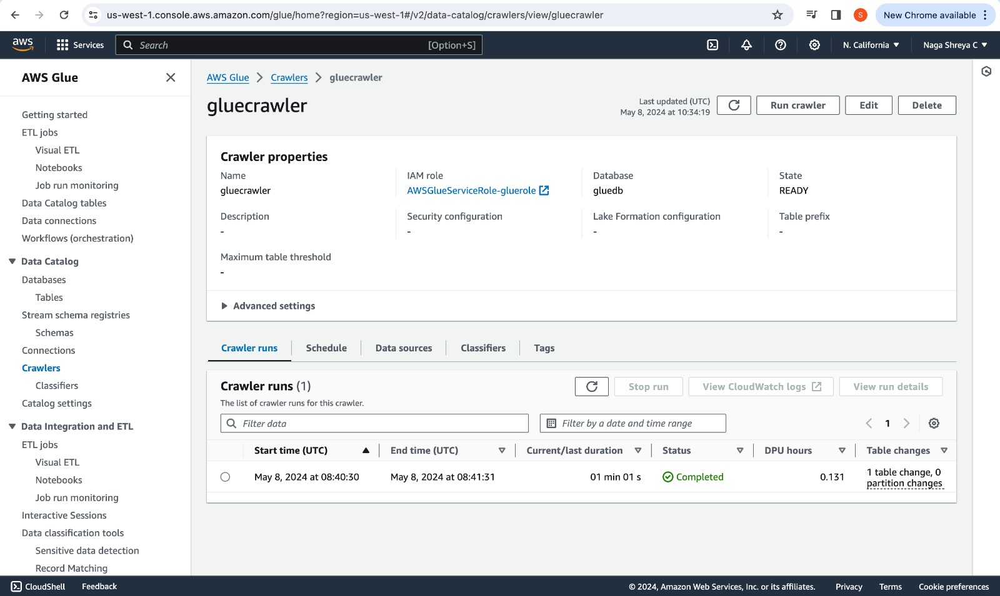 us-west-1.console.aws.amazon.com/glue/home?region=us-west-1#/v2/data-catalog/crawlers/view/gluecrawler
S
New Chrome available
aws
Services
Search
[Option+S]
N. California
Naga Shreya C
AWS Glue
Getting started
ETL jobs
Visual ETL
Notebooks
Job run monitoring
Data Catalog tables
Data connections
Workflows (orchestration)
Data Catalog
Databases
Tables
Stream schema registries
Schemas
Connections
Crawlers
Classifiers
Catalog settings
Data Integration and ETL
ETL jobs
Visual ETL
Notebooks
Job run monitoring
Interactive Sessions
Data classification tools
Sensitive data detection
Record Matching
AWS Glue > Crawlers > gluecrawler
gluecrawler
Last updated (UTC)
May 8, 2024 at 10:34:19
Run crawler
Edit
Delete
Crawler properties
Name
gluecrawler
IAM role
AWSGlueServiceRole-gluerole
Database
gluedb
State
READY
Description
-
Security configuration
-
Lake Formation configuration
-
Table prefix
-
Maximum table threshold
-
Advanced settings
Crawler runs
Schedule
Data sources
Classifiers
Tags
Crawler runs (1)
The list of crawler runs for this crawler.
Stop run
View CloudWatch logs
View run details
Filter data
Filter by a date and time range
1
Start time (UTC)
End time (UTC)
Current/last duration
Status
DPU hours
Table changes
May 8, 2024 at 08:40:30
May 8, 2024 at 08:41:31
01 min 01 s
Completed
0.131
1 table change, 0
partition changes
CloudShell
Feedback
© 2024, Amazon Web Services, Inc. or its affiliates.
Privacy
Terms
Cookie preferences